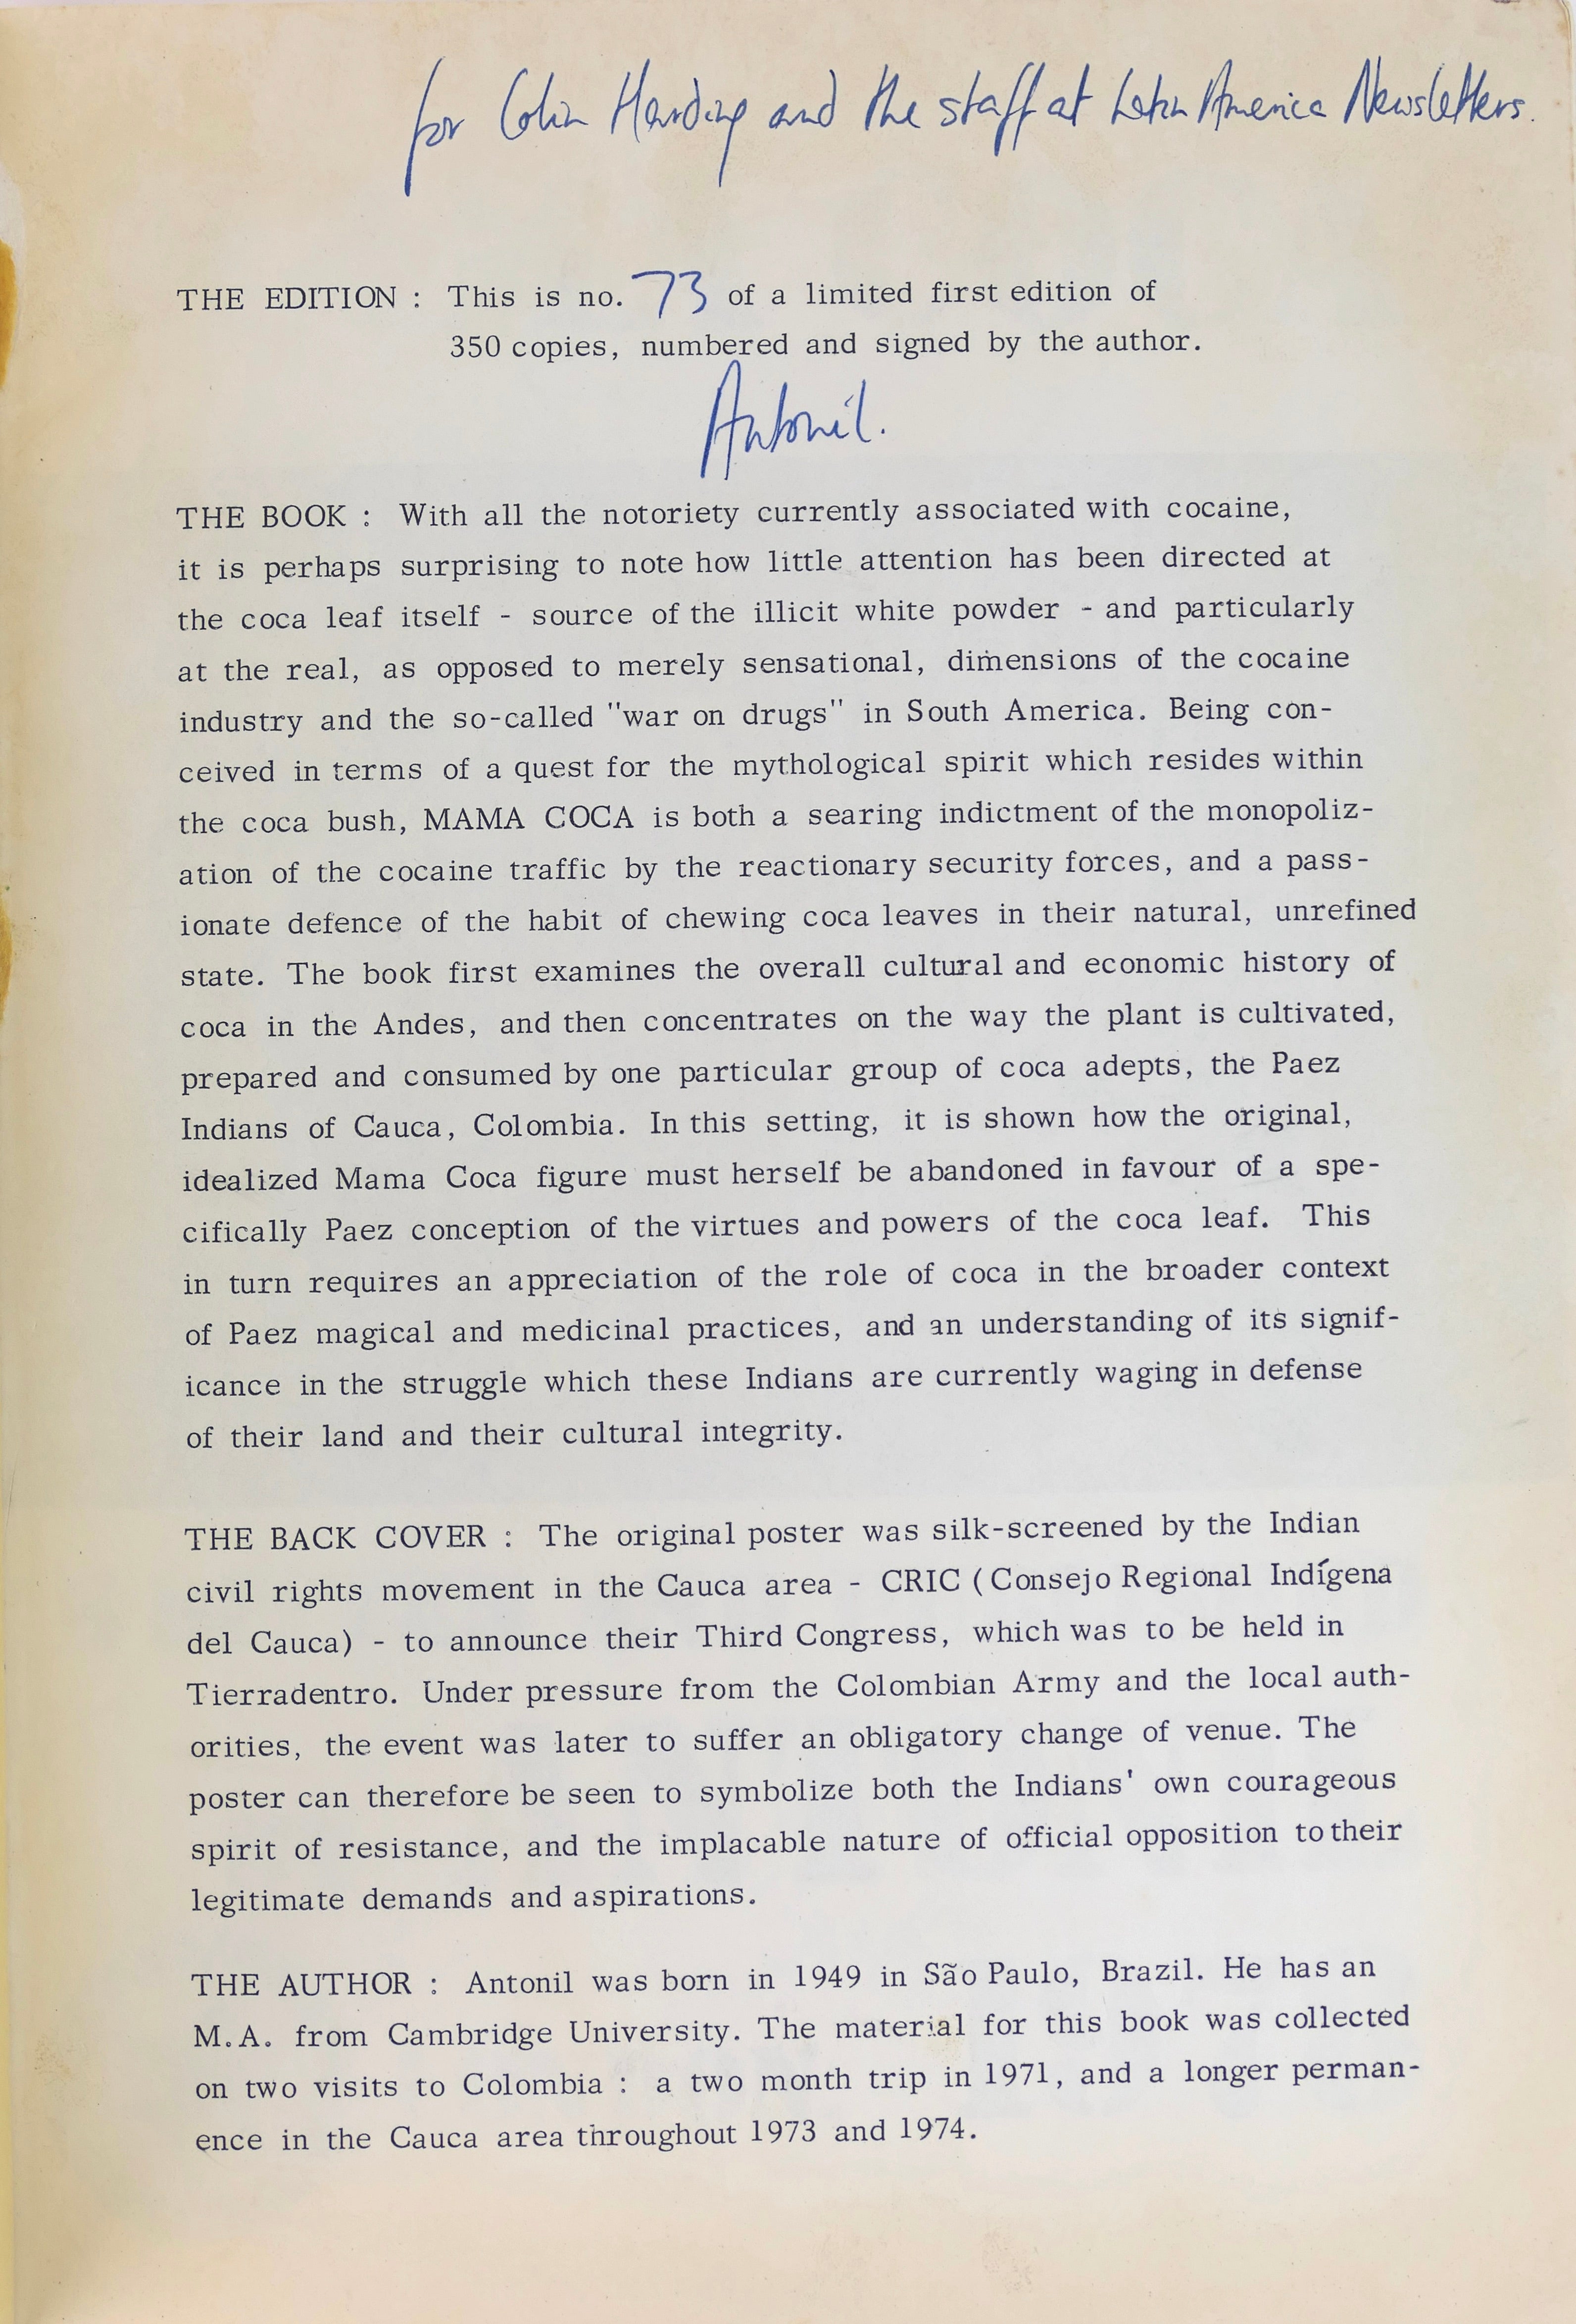 for Colin Harding and the staff at Latin America Newsletters.
THE EDITION : This is no. 73 of a limited first edition of
350 copies, numbered and signed by the author.
Antonil.
THE BOOK : With all the notoriety currently associated with cocaine,
it is perhaps surprising to note how little attention has been directed at
the coca leaf itself - source of the illicit white powder - and particularly
at the real, as opposed to merely sensational, dimensions of the cocaine
industry and the so-called "war on drugs" in South America. Being con-
ceived in terms of a quest for the mythological spirit which resides within
the coca bush, MAMA COCA is both a searing indictment of the monopoliz-
ation of the cocaine traffic by the reactionary security forces, and a pass-
ionate defence of the habit of chewing coca leaves in their natural, unrefined
state. The book first examines the overall cultural and economic history of
coca in the Andes, and then concentrates on the way the plant is cultivated,
prepared and consumed by one particular group of coca adepts, the Paez
Indians of Cauca, Colombia. In this setting, it is shown how the original,
idealized Mama Coca figure must herself be abandoned in favour of a spe-
cifically Paez conception of the virtues and powers of the coca leaf. This
in turn requires an appreciation of the role of coca in the broader context
of Paez magical and medicinal practices, and an understanding of its signif-
icance in the struggle which these Indians are currently waging in defense
of their land and their cultural integrity.
THE BACK COVER : The original poster was silk-screened by the Indian
civil rights movement in the Cauca area - CRIC (Consejo Regional Indígena
del Cauca) - to announce their Third Congress, which was to be held in
Tierradentro. Under pressure from the Colombian Army and the local auth-
orities, the event was later to suffer an obligatory change of venue. The
poster can therefore be seen to symbolize both the Indians' own courageous
spirit of resistance, and the implacable nature of official opposition to their
legitimate demands and aspirations.
THE AUTHOR : Antonil was born in 1949 in São Paulo, Brazil. He has an
M.A. from Cambridge University. The material for this book was collected
on two visits to Colombia : a two month trip in 1971, and a longer perman-
ence in the Cauca area throughout 1973 and 1974.